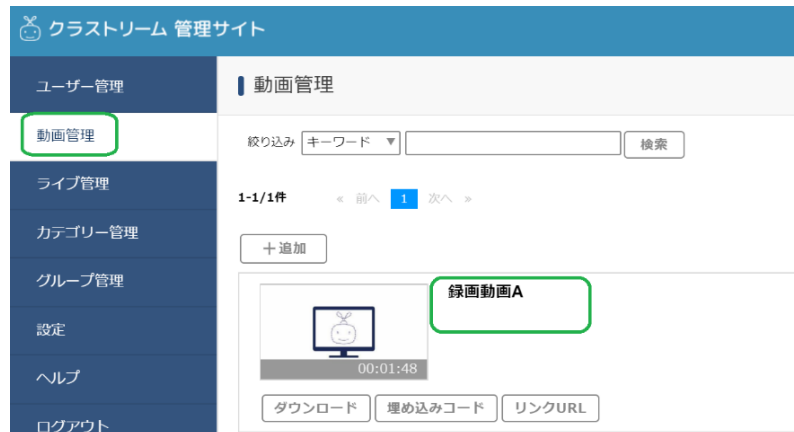 クラストリーム 管理サイト
ユーザー管理
動画管理
ライブ管理
カテゴリー管理
グループ管理
設定
ヘルプ
ログアウト
動画管理
絞り込み キーワード ▼ 検索
1-1/1件 « 前へ 1 次へ »
＋追加
録画動画A
00:01:48
ダウンロード 埋め込みコード リンクURL